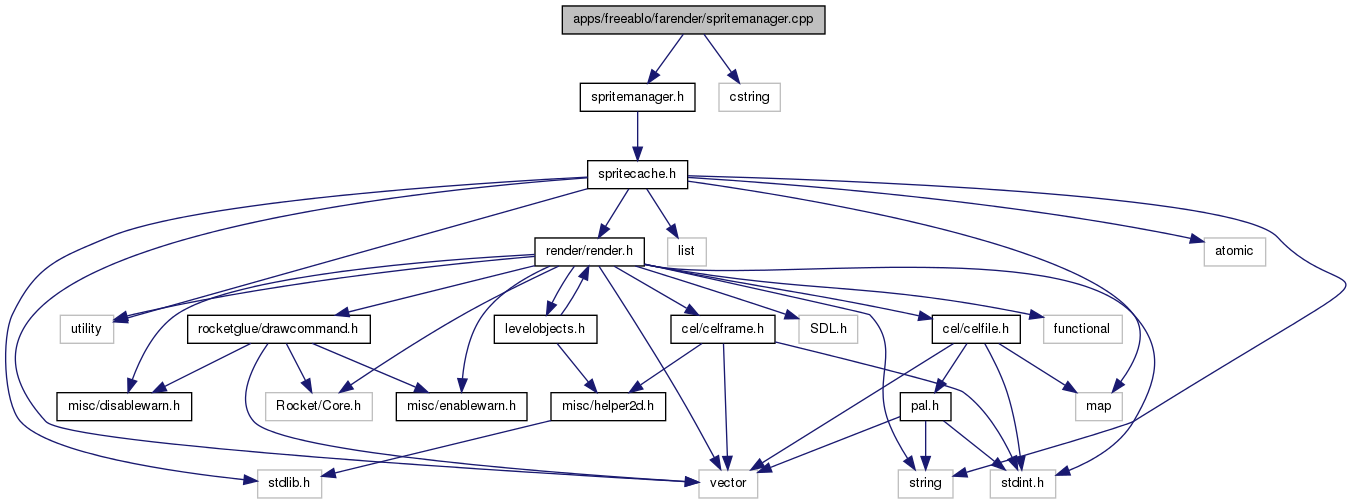 apps/freeablo/farender/spritemanager.cpp
spritemanager.h
cstring
spritecache.h
render/render.h
list
atomic
utility
rocketglue/drawcommand.h
levelobjects.h
cel/celframe.h
SDL.h
cel/celfile.h
functional
misc/disablewarn.h
Rocket/Core.h
misc/enablewarn.h
misc/helper2d.h
pal.h
map
stdlib.h
vector
string
stdint.h